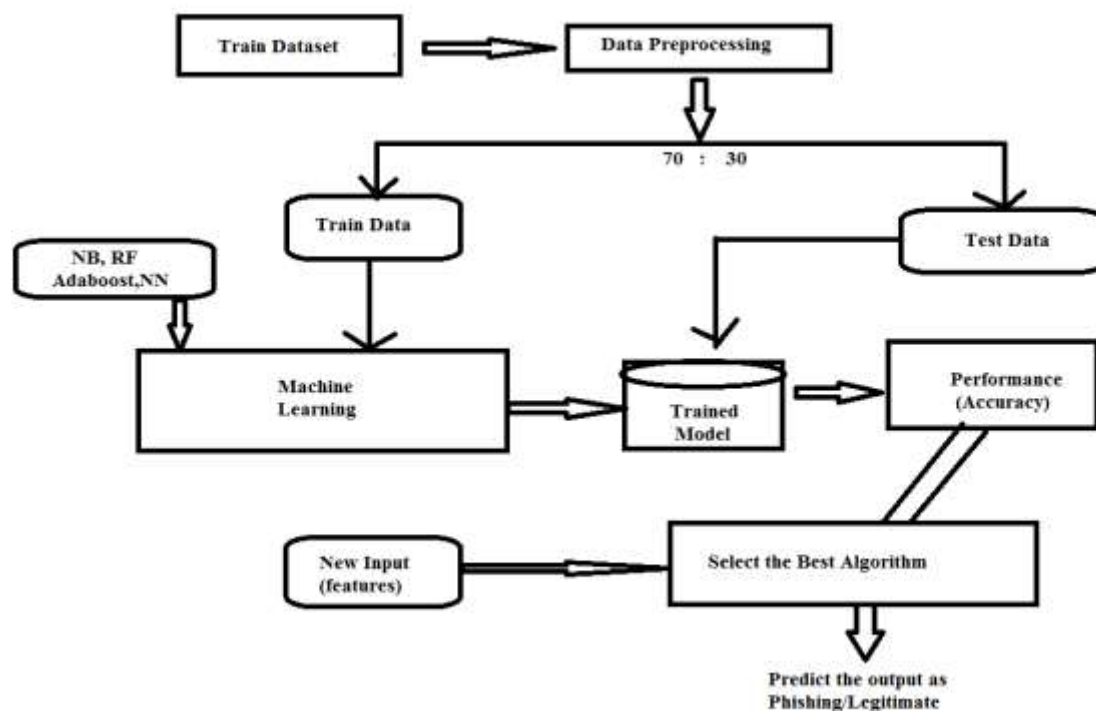 Train Dataset
Data Preprocessing
70 : 30
Train Data
Test Data
NB, RF
Adaboost,NN
Machine
Learning
Trained
Model
Performance
(Accuracy)
New Input
(features)
Select the Best Algorithm
Predict the output as
Phishing/Legitimate